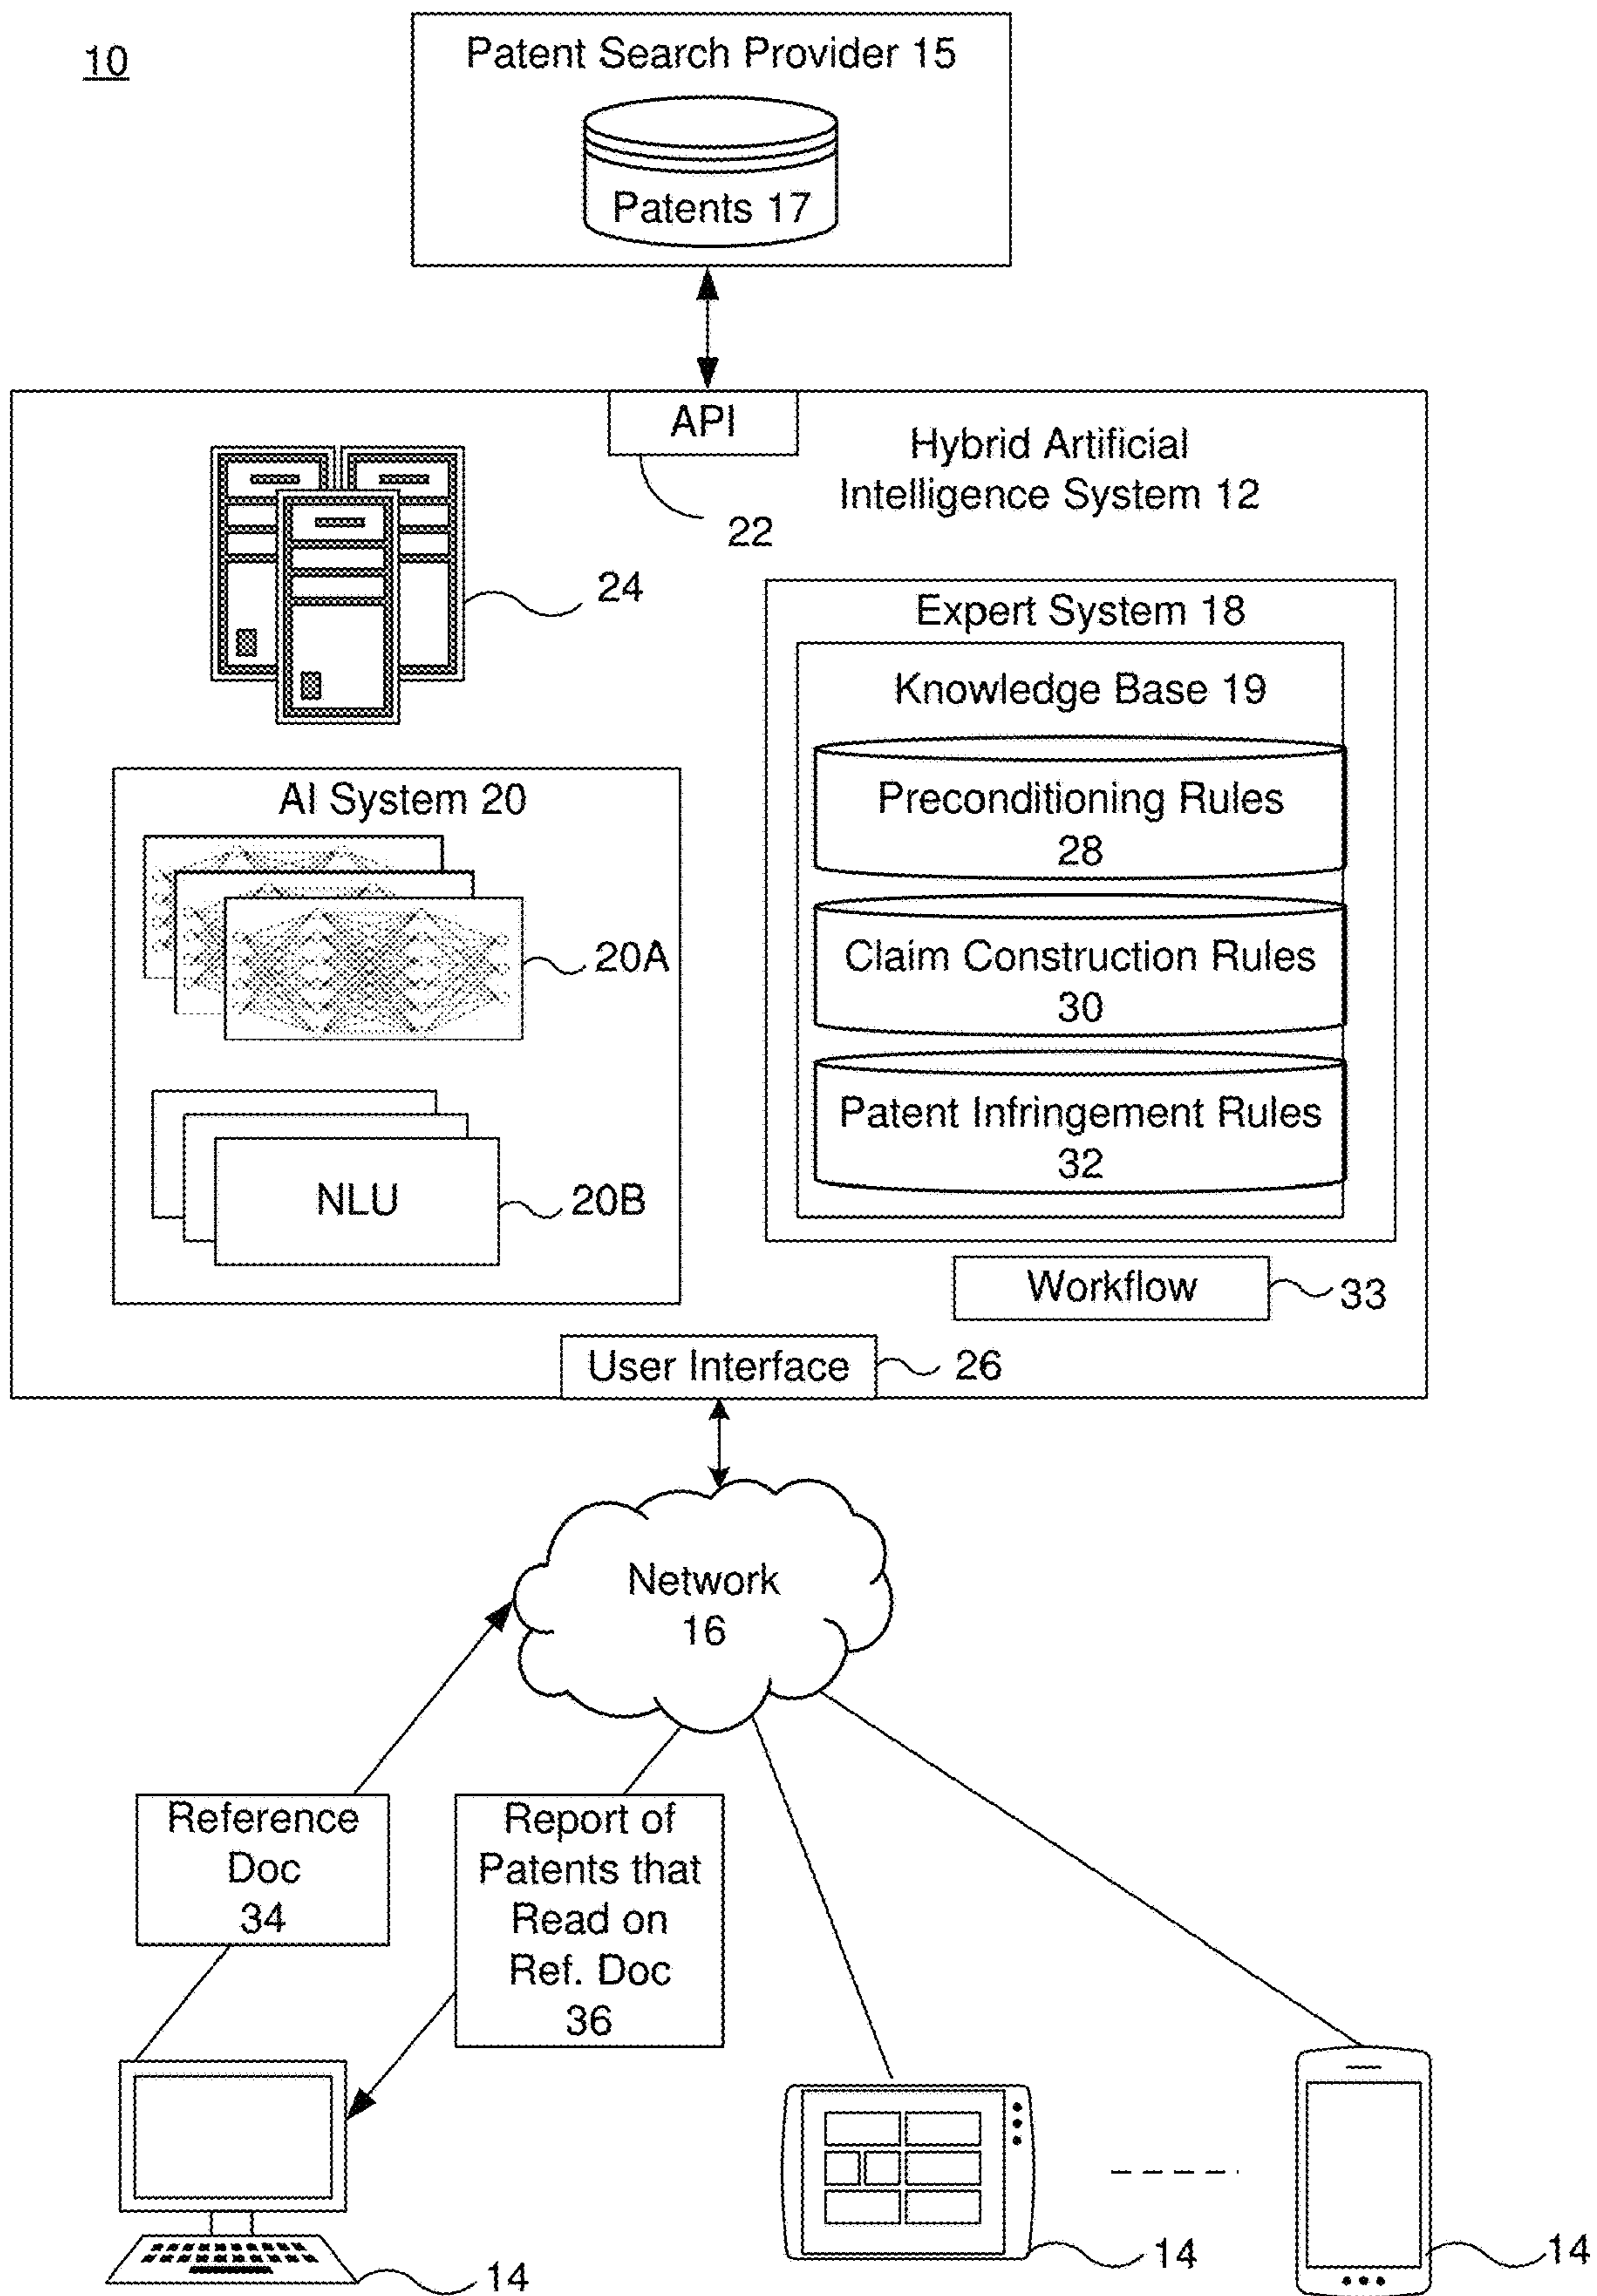 10
Patent Search Provider 15
Patents 17
API
22
Hybrid Artificial
Intelligence System 12
24
Expert System 18
Knowledge Base 19
Preconditioning Rules
28
Claim Construction Rules
30
Patent Infringement Rules
32
AI System 20
20A
NLU
20B
Workflow
33
User Interface
26
Network
16
Reference
Doc
34
Report of
Patents that
Read on
Ref. Doc
36
14
14
14